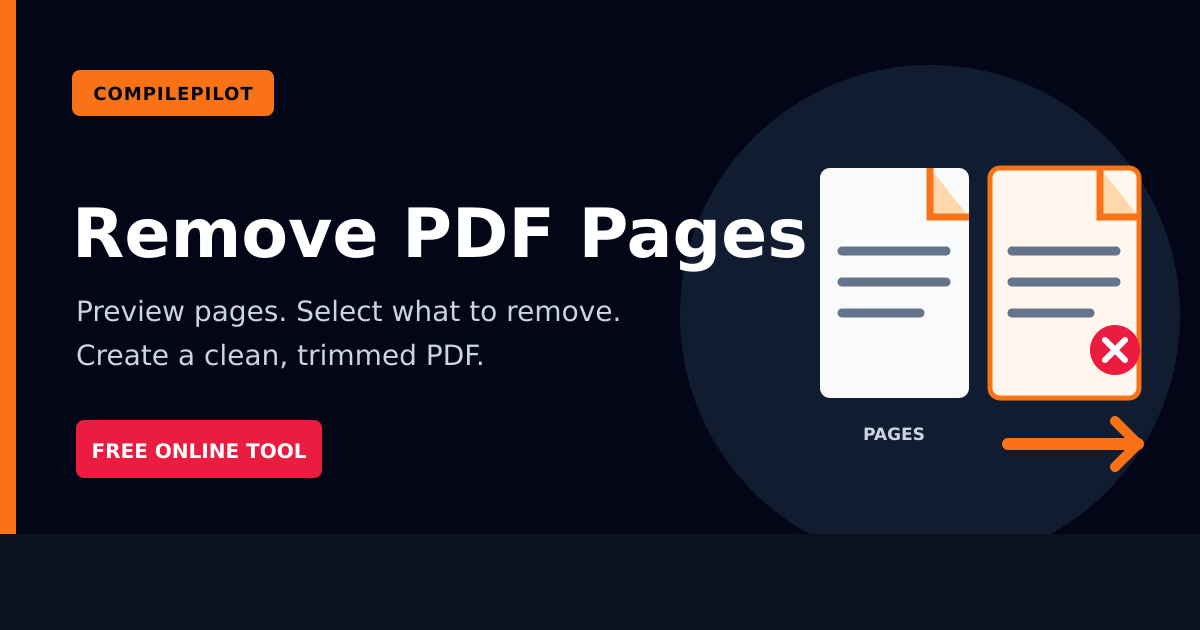 COMPILEPILOT
Remove PDF Pages
Preview pages. Select what to remove.
Create a clean, trimmed PDF.
FREE ONLINE TOOL
PAGES